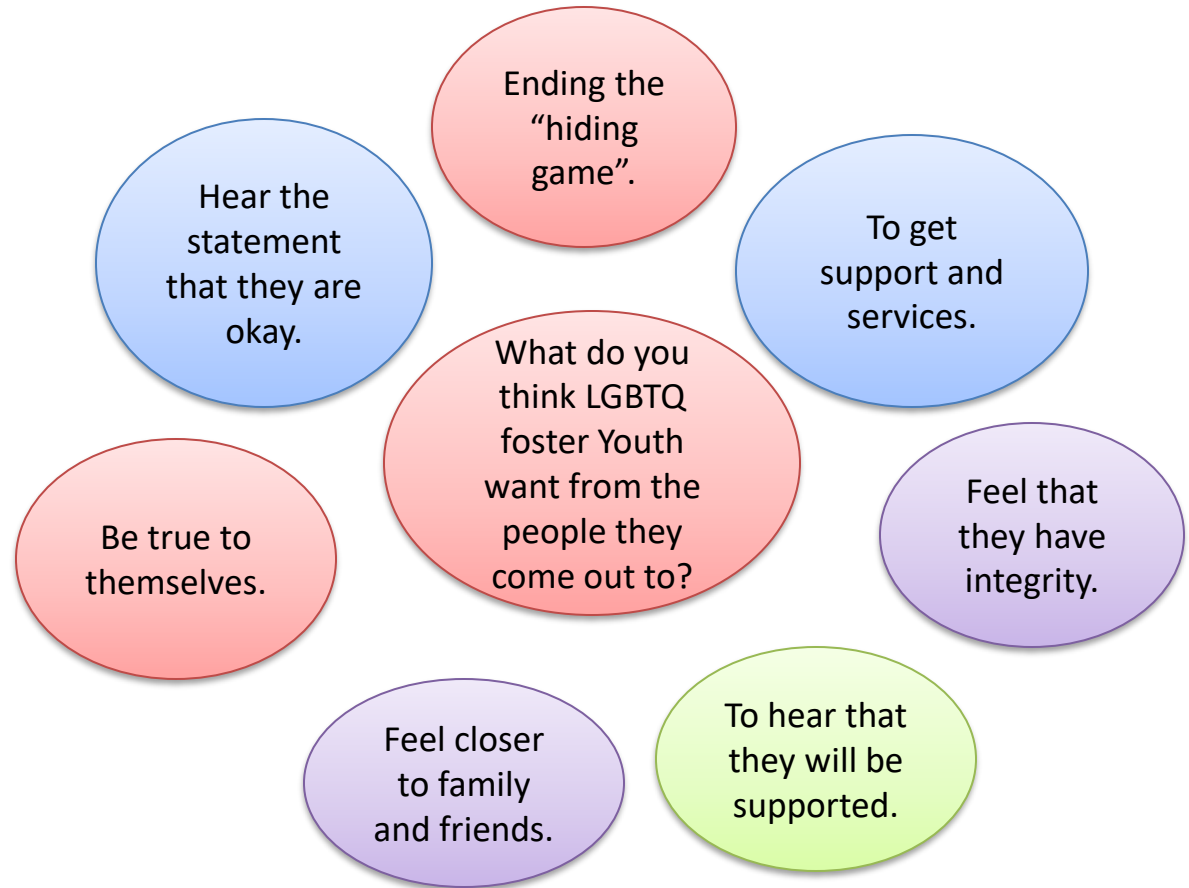 Ending the
“hiding
game”.
Hear the
statement
that they are
okay.
To get
support and
services.
What do you
think LGBTQ
foster Youth
want from the
people they
come out to?
Be true to
themselves.
Feel that
they have
integrity.
Feel closer
to family
and friends.
To hear that
they will be
supported.